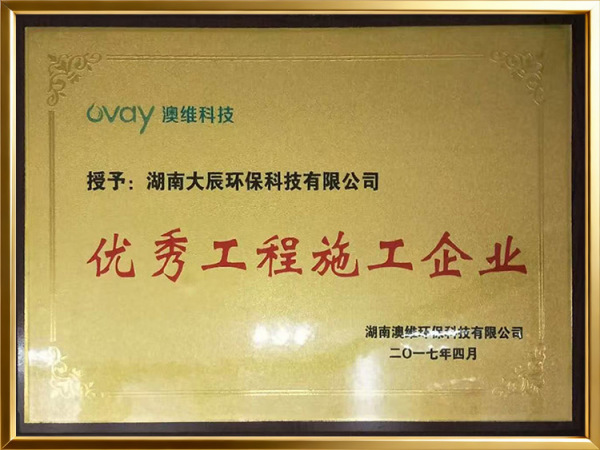 Ovay 澳维科技
授予：湖南大辰环保科技有限公司
优秀工程施工企业
湖南澳维环保科技有限公司
二〇一七年四月